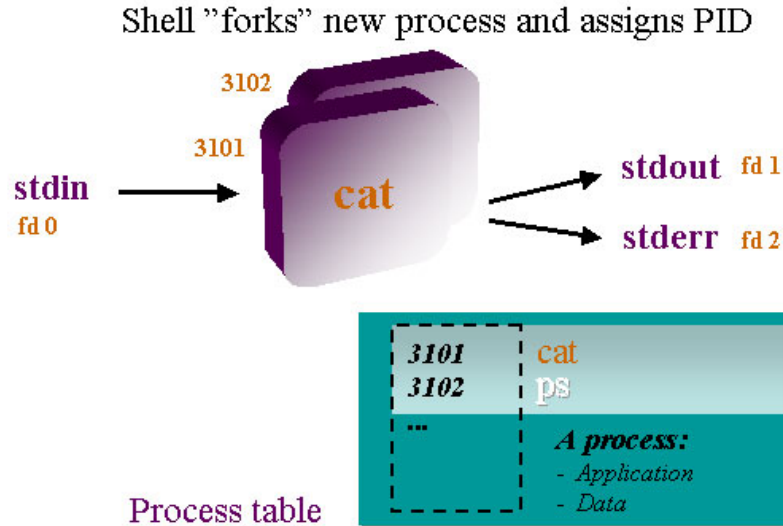 Shell ”forks” new process and assigns PID
3102
3101
stdin
fd 0
cat
stdout fd 1
stderr fd 2
3101 cat
3102 ps
...
A process:
- Application
- Data
Process table